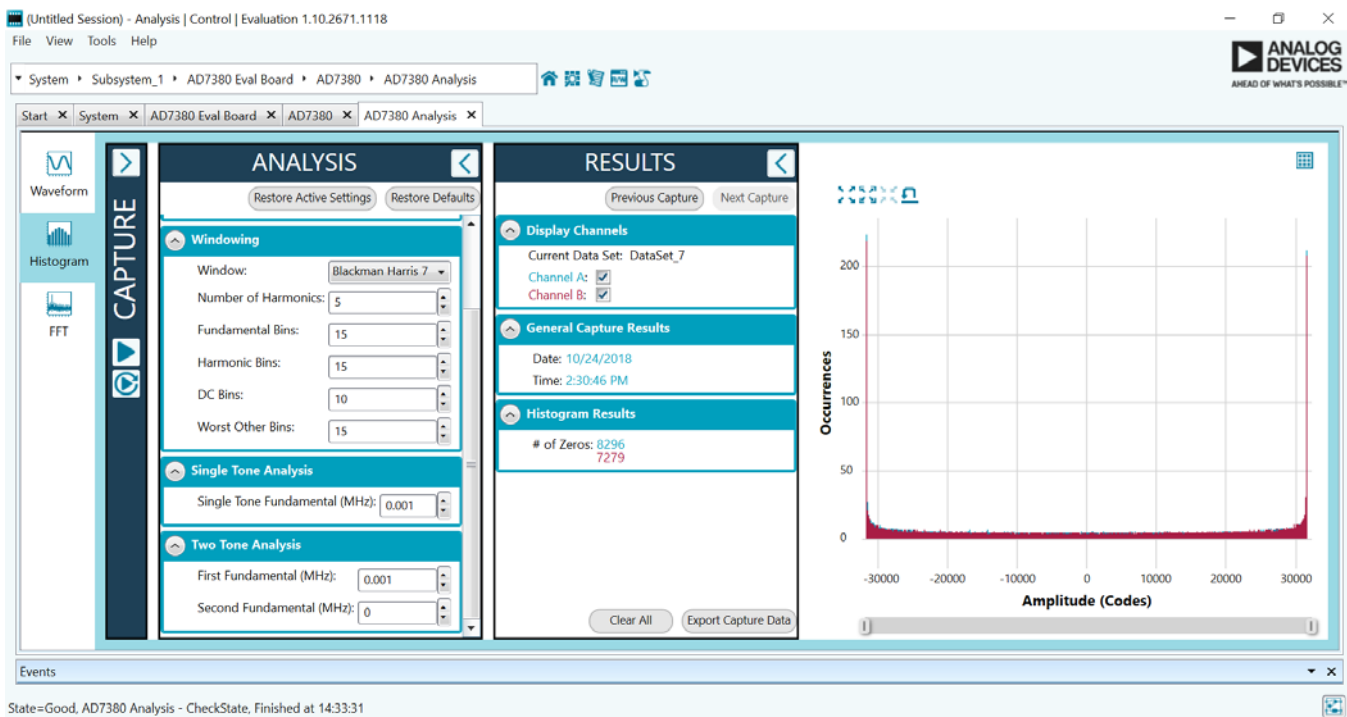 (Untitled Session) - Analysis | Control | Evaluation 1.10.2671.1118
File View Tools Help
ANALOG
DEVICES
AHEAD OF WHAT'S POSSIBLE™
System Subsystem_1 AD7380 Eval Board AD7380 AD7380 Analysis
Start System AD7380 Eval Board AD7380 AD7380 Analysis
Waveform
Histogram
FFT
CAPTURE
ANALYSIS
Restore Active Settings Restore Defaults
Windowing
Window: Blackman Harris 7
Number of Harmonics: 5
Fundamental Bins: 15
Harmonic Bins: 15
DC Bins: 10
Worst Other Bins: 15
Single Tone Analysis
Single Tone Fundamental (MHz): 0.001
Two Tone Analysis
First Fundamental (MHz): 0.001
Second Fundamental (MHz): 0
RESULTS
Previous Capture Next Capture
Display Channels
Current Data Set: DataSet_7
Channel A:
Channel B:
General Capture Results
Date: 10/24/2018
Time: 2:30:46 PM
Histogram Results
# of Zeros: 8296
7279
Clear All Export Capture Data
Occurrences
200
150
100
50
0
-30000 -20000 -10000 0 10000 20000 30000
Amplitude (Codes)
Events
State=Good, AD7380 Analysis - CheckState, Finished at 14:33:31